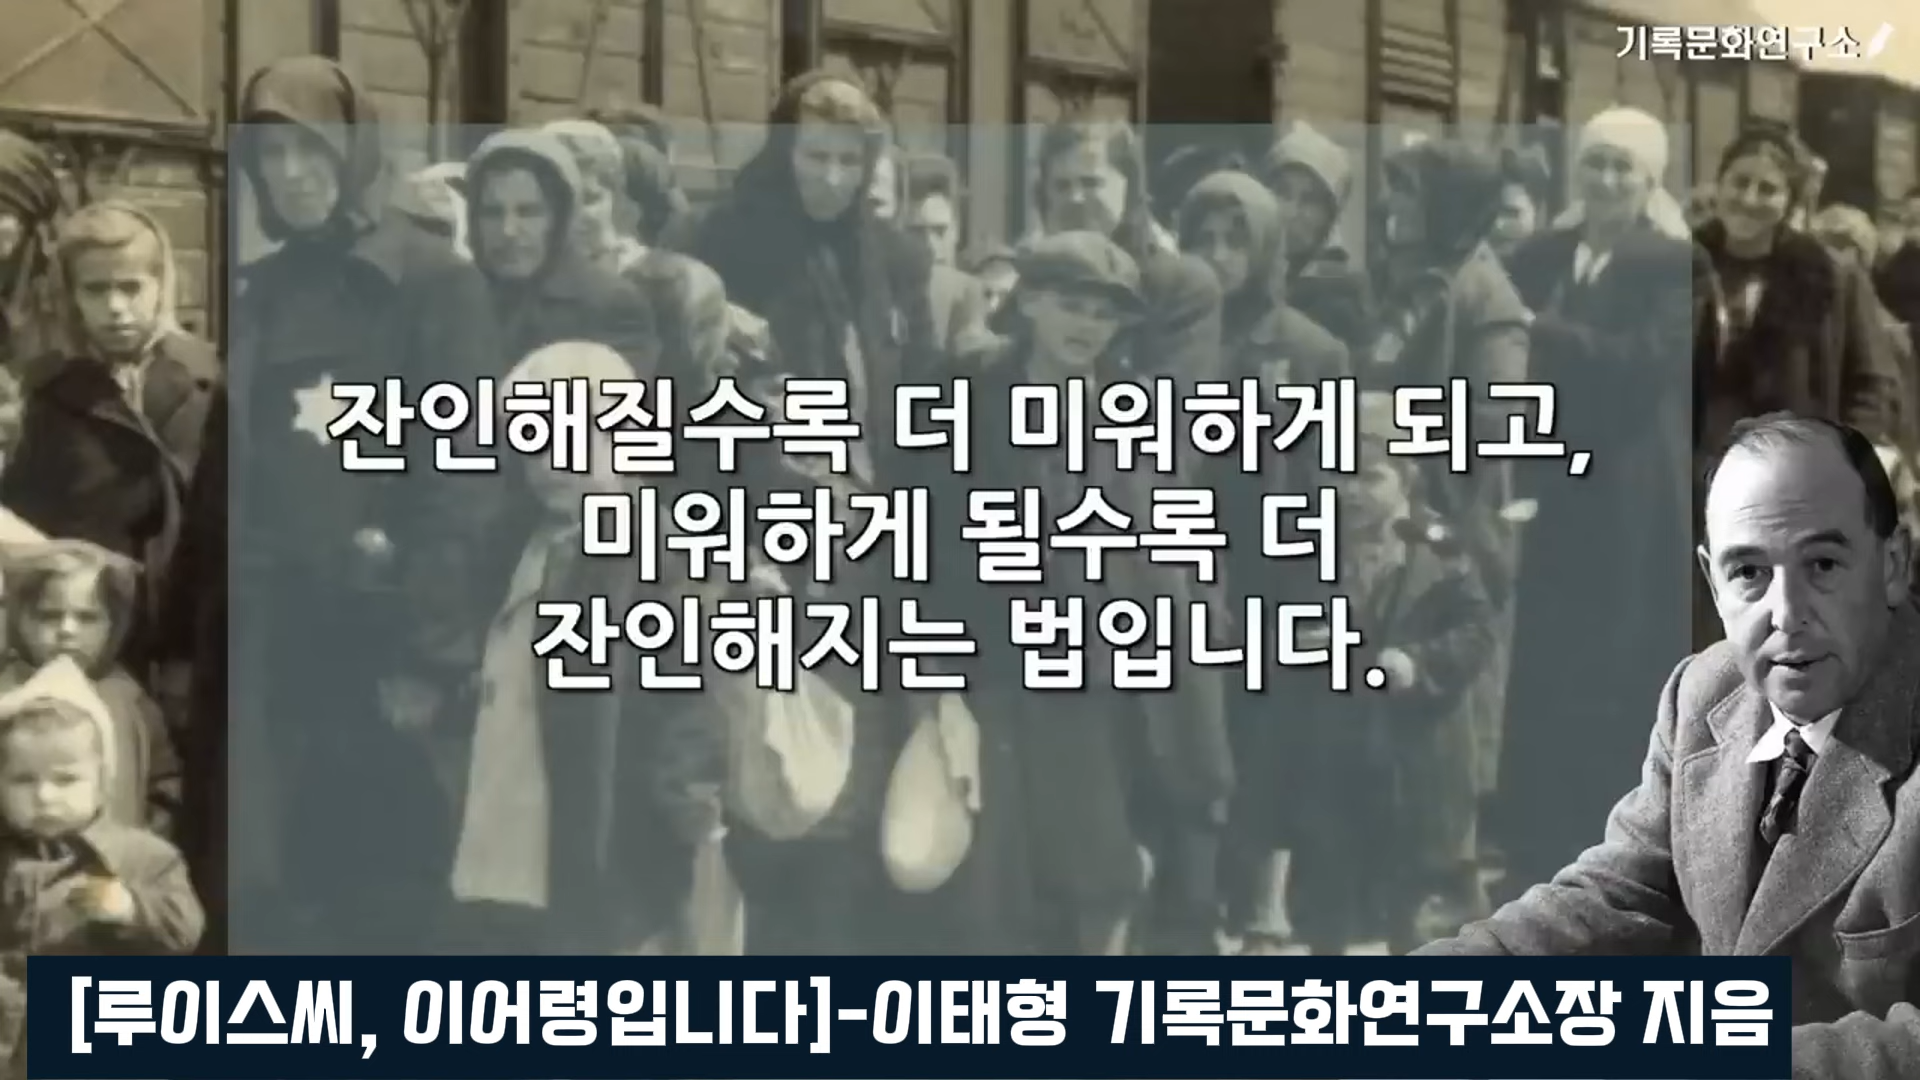 기록문화연구소
잔인해질수록 더 미워하게 되고,
미워하게 될수록 더
잔인해지는 법입니다.
[루이스씨, 이어령입니다]-이태형 기록문화연구소장 지음